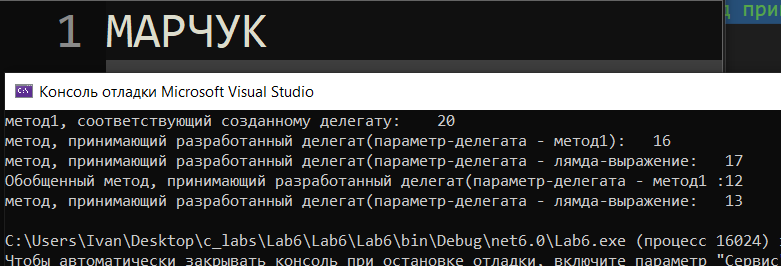 д при
1 МАРЧУК
Консоль отладки Microsoft Visual Studio
метод1, соответствующий созданному делегату: 20
метод, принимающий разработанный делегат(параметр-делегата - метод1): 16
метод, принимающий разработанный делегат(параметр-делегата - лямда-выражение: 17
Обобщенный метод, принимающий разработанный делегат(параметр-делегата - метод1 :12
метод, принимающий разработанный делегат(параметр-делегата - лямда-выражение: 13
C:\Users\Ivan\Desktop\c_labs\Lab6\Lab6\Lab6\bin\Debug\net6.0\Lab6.exe (процесс 16024)
Чтобы автоматически закрывать консоль при остановке отладки, включите параметр "Сервис